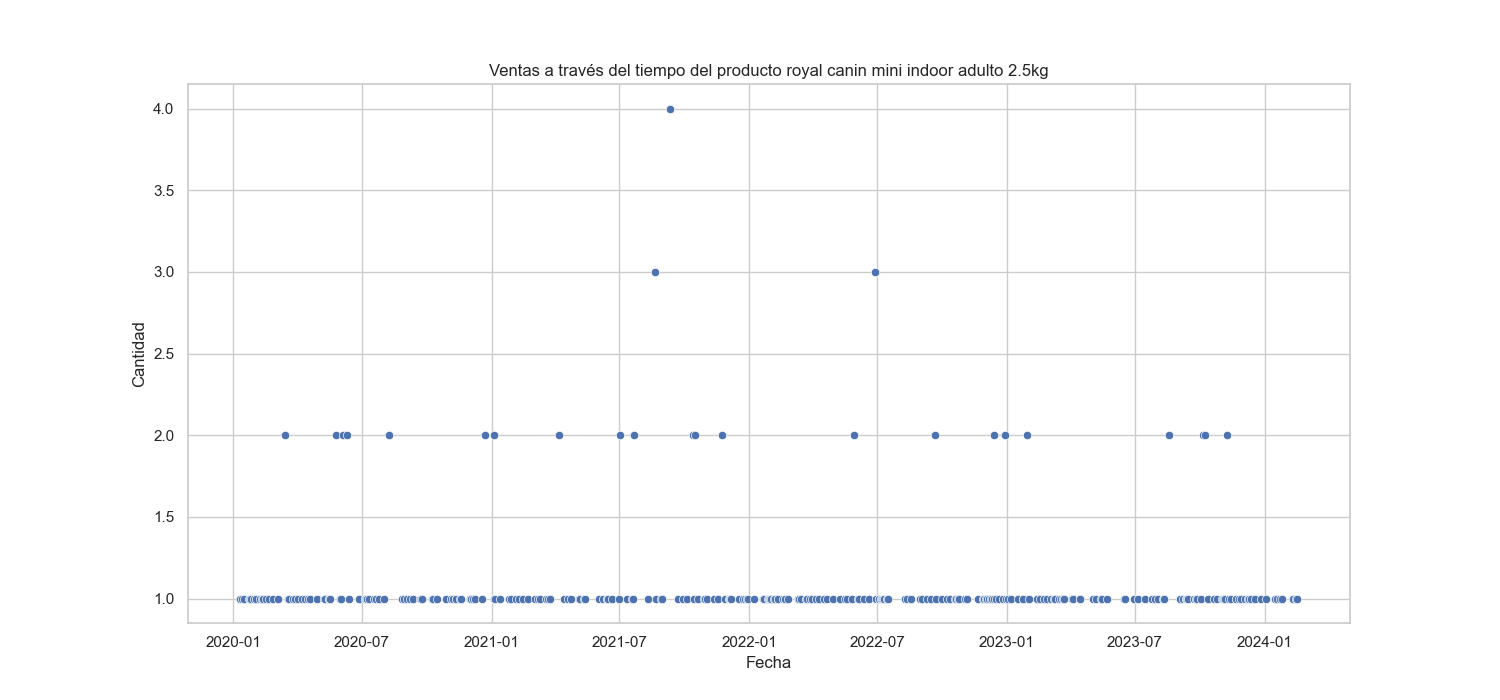 Ventas a través del tiempo del producto royal canin mini indoor adulto 2.5kg
4.0
3.5
3.0
2.5
2.0
1.5
1.0
Cantidad
2020-01 2020-07 2021-01 2021-07 2022-01 2022-07 2023-01 2023-07 2024-01
Fecha